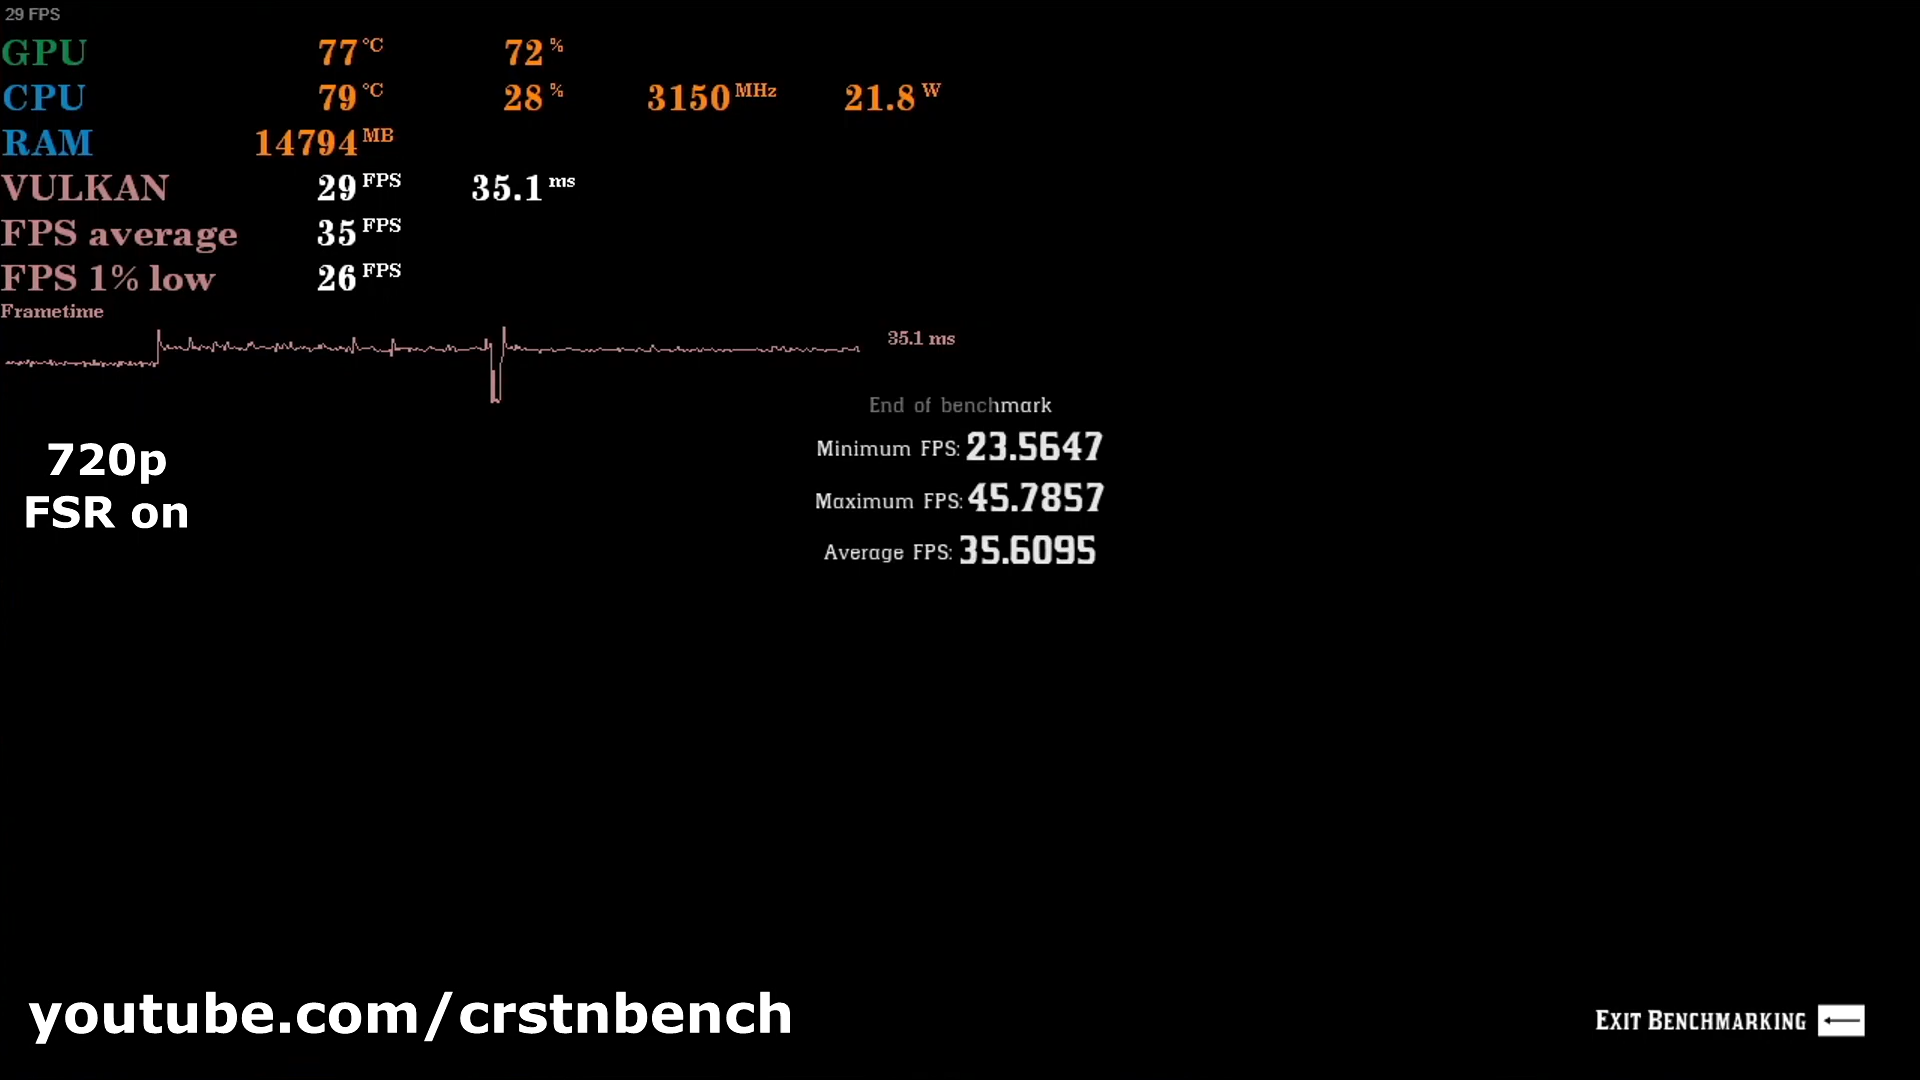 29 FPS
GPU 77 °C 72 %
CPU 79 °C 28 % 3150 MHz 21.8 W
RAM 14794 MB
VULKAN 29 FPS 35.1 ms
FPS average 35 FPS
FPS 1% low 26 FPS
Frametime
35.1 ms
End of benchmark
Minimum FPS: 23.5647
Maximum FPS: 45.7857
Average FPS: 35.6095
720p
FSR on
youtube.com/crstnbench
EXIT BENCHMARKING